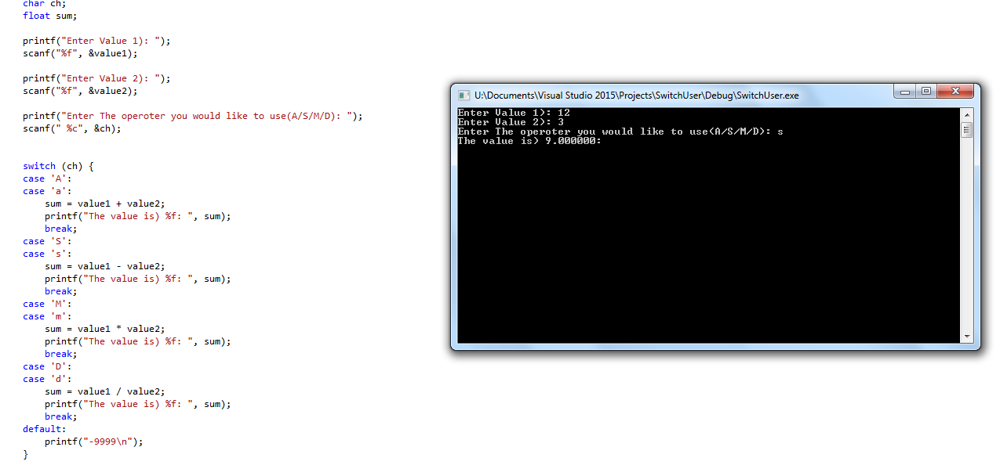 char ch;
float sum;
printf("Enter Value 1): ");
scanf("%f", &value1);
printf("Enter Value 2): ");
scanf("%f", &value2);
printf("Enter The operoter you would like to use(A/S/M/D): ");
scanf(" %c", &ch);
switch (ch) {
case 'A':
case 'a':
sum = value1 + value2;
printf("The value is) %f: ", sum);
break;
case 'S':
case 's':
sum = value1 - value2;
printf("The value is) %f: ", sum);
break;
case 'M':
case 'm':
sum = value1 * value2;
printf("The value is) %f: ", sum);
break;
case 'D':
case 'd':
sum = value1 / value2;
printf("The value is) %f: ", sum);
break;
default:
printf("-9999\n");
}
U:\Documents\Visual Studio 2015\Projects\SwitchUser\Debug\SwitchUser.exe
Enter Value 1): 12
Enter Value 2): 3
Enter The operoter you would like to use(A/S/M/D): s
The value is) 9.000000: